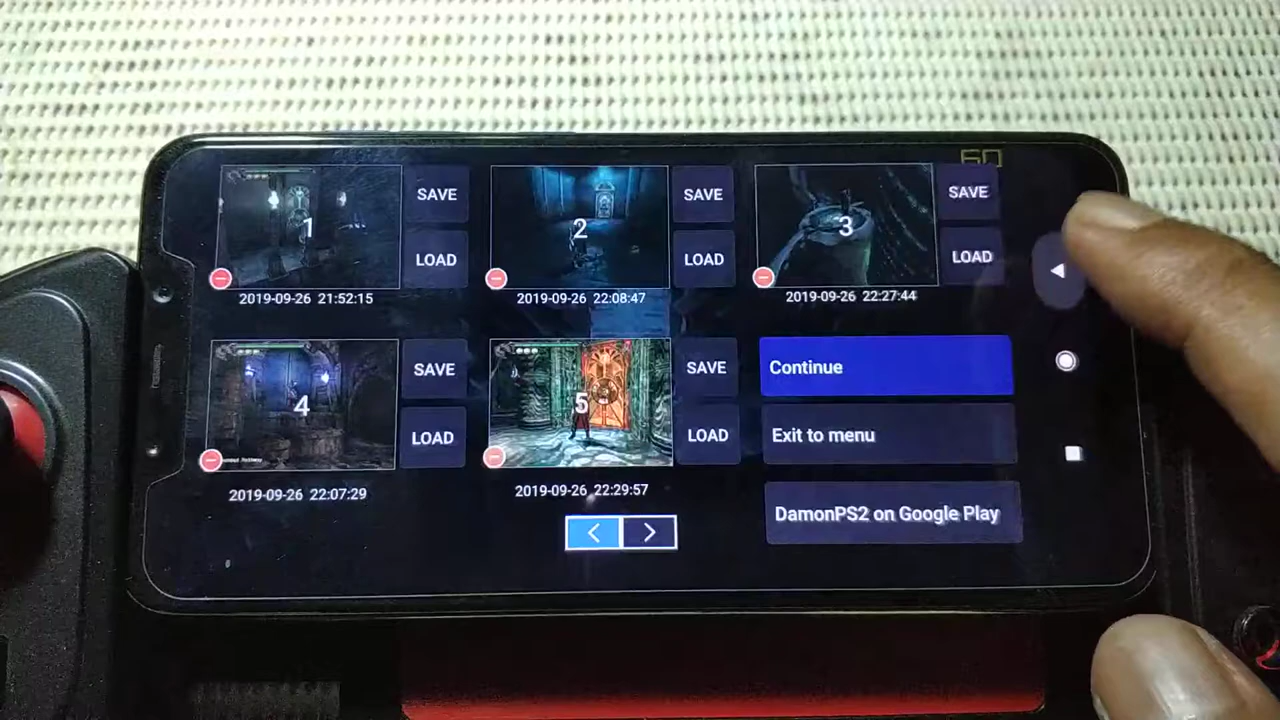 60
1
SAVE
LOAD
2019-09-26 21:52:15
2
SAVE
LOAD
2019-09-26 22:08:47
3
SAVE
LOAD
2019-09-26 22:27:44
4
SAVE
LOAD
2019-09-26 22:07:29
5
SAVE
LOAD
2019-09-26 22:29:57
Continue
Exit to menu
DamonPS2 on Google Play